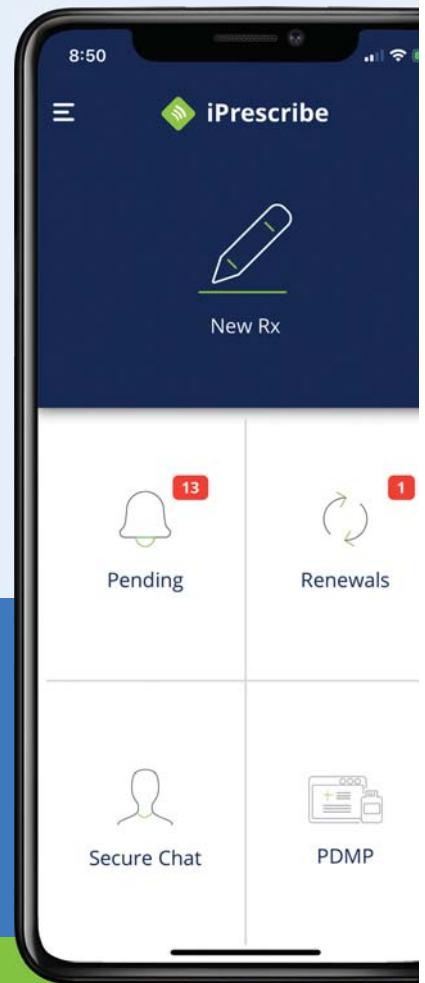 8:50
iPrescribe
New Rx
13
1
Pending
Renewals
Secure Chat
PDMP